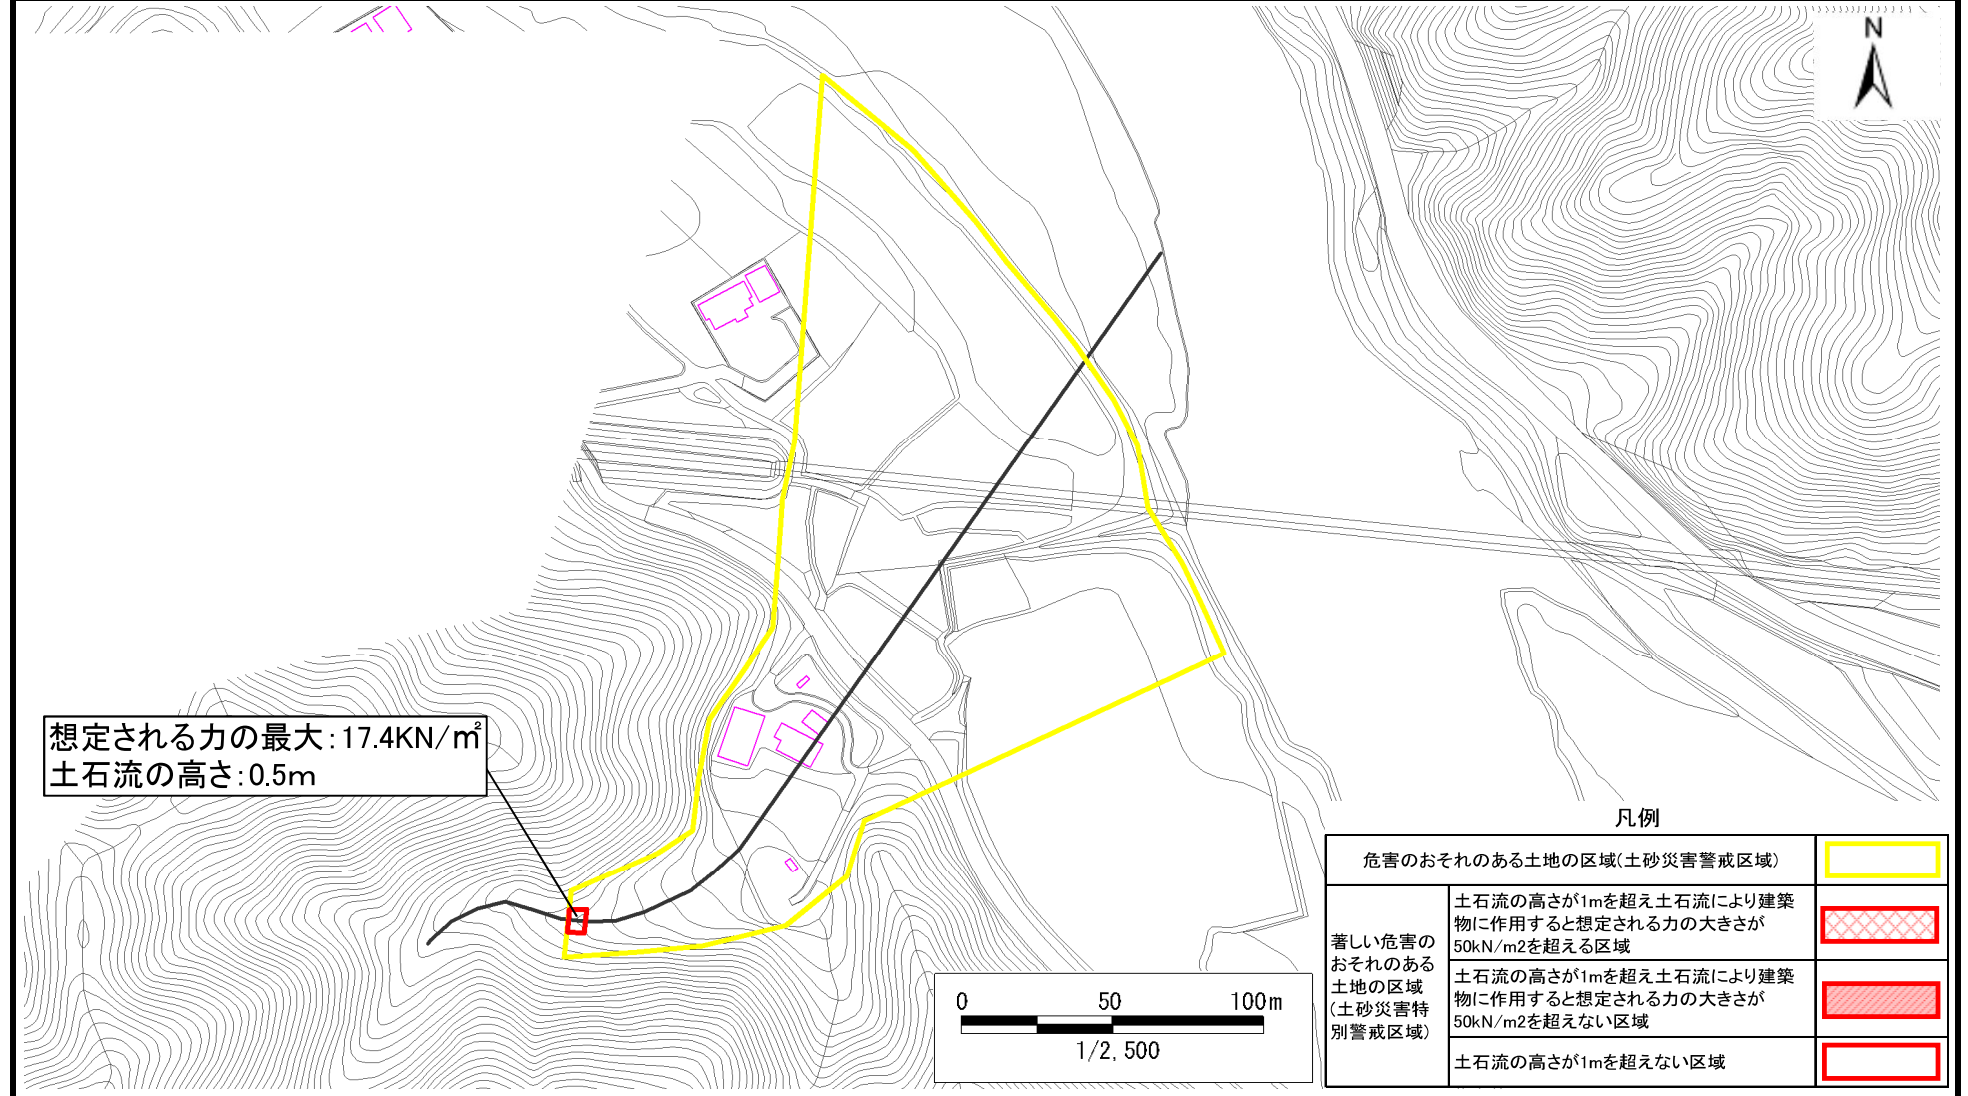 N
想定される力の最大:17.4KN/㎡
土石流の高さ:0.5m
凡例
危害のおそれのある土地の区域(土砂災害警戒区域)
著しい危害の
おそれのある
土地の区域
(土砂災害特
別警戒区域)
土石流の高さが1mを超え土石流により建築
物に作用すると想定される力の大きさが
50kN/m2を超える区域
土石流の高さが1mを超え土石流により建築
物に作用すると想定される力の大きさが
50kN/m2を超えない区域
土石流の高さが1mを超えない区域
0 50 100m
1/2,500